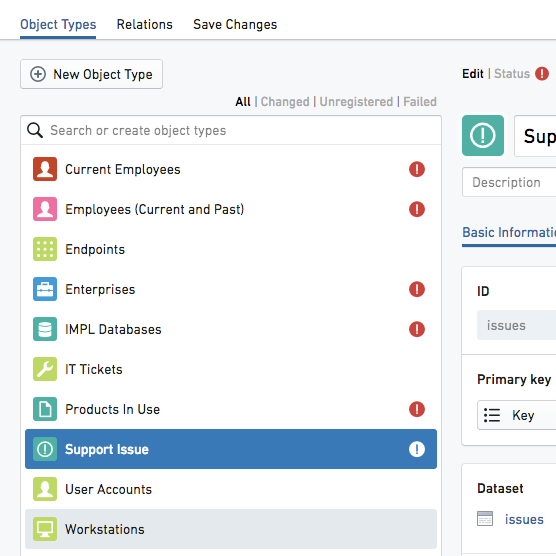 Object Types Relations Save Changes
New Object Type
All | Changed | Unregistered | Failed
Search or create object types
Current Employees
Employees (Current and Past)
Endpoints
Enterprises
IMPL Databases
IT Tickets
Products In Use
Support Issue
User Accounts
Workstations
Edit | Status
Sup
Description
Basic Informatio
ID
issues
Primary key
Key
Dataset
issues